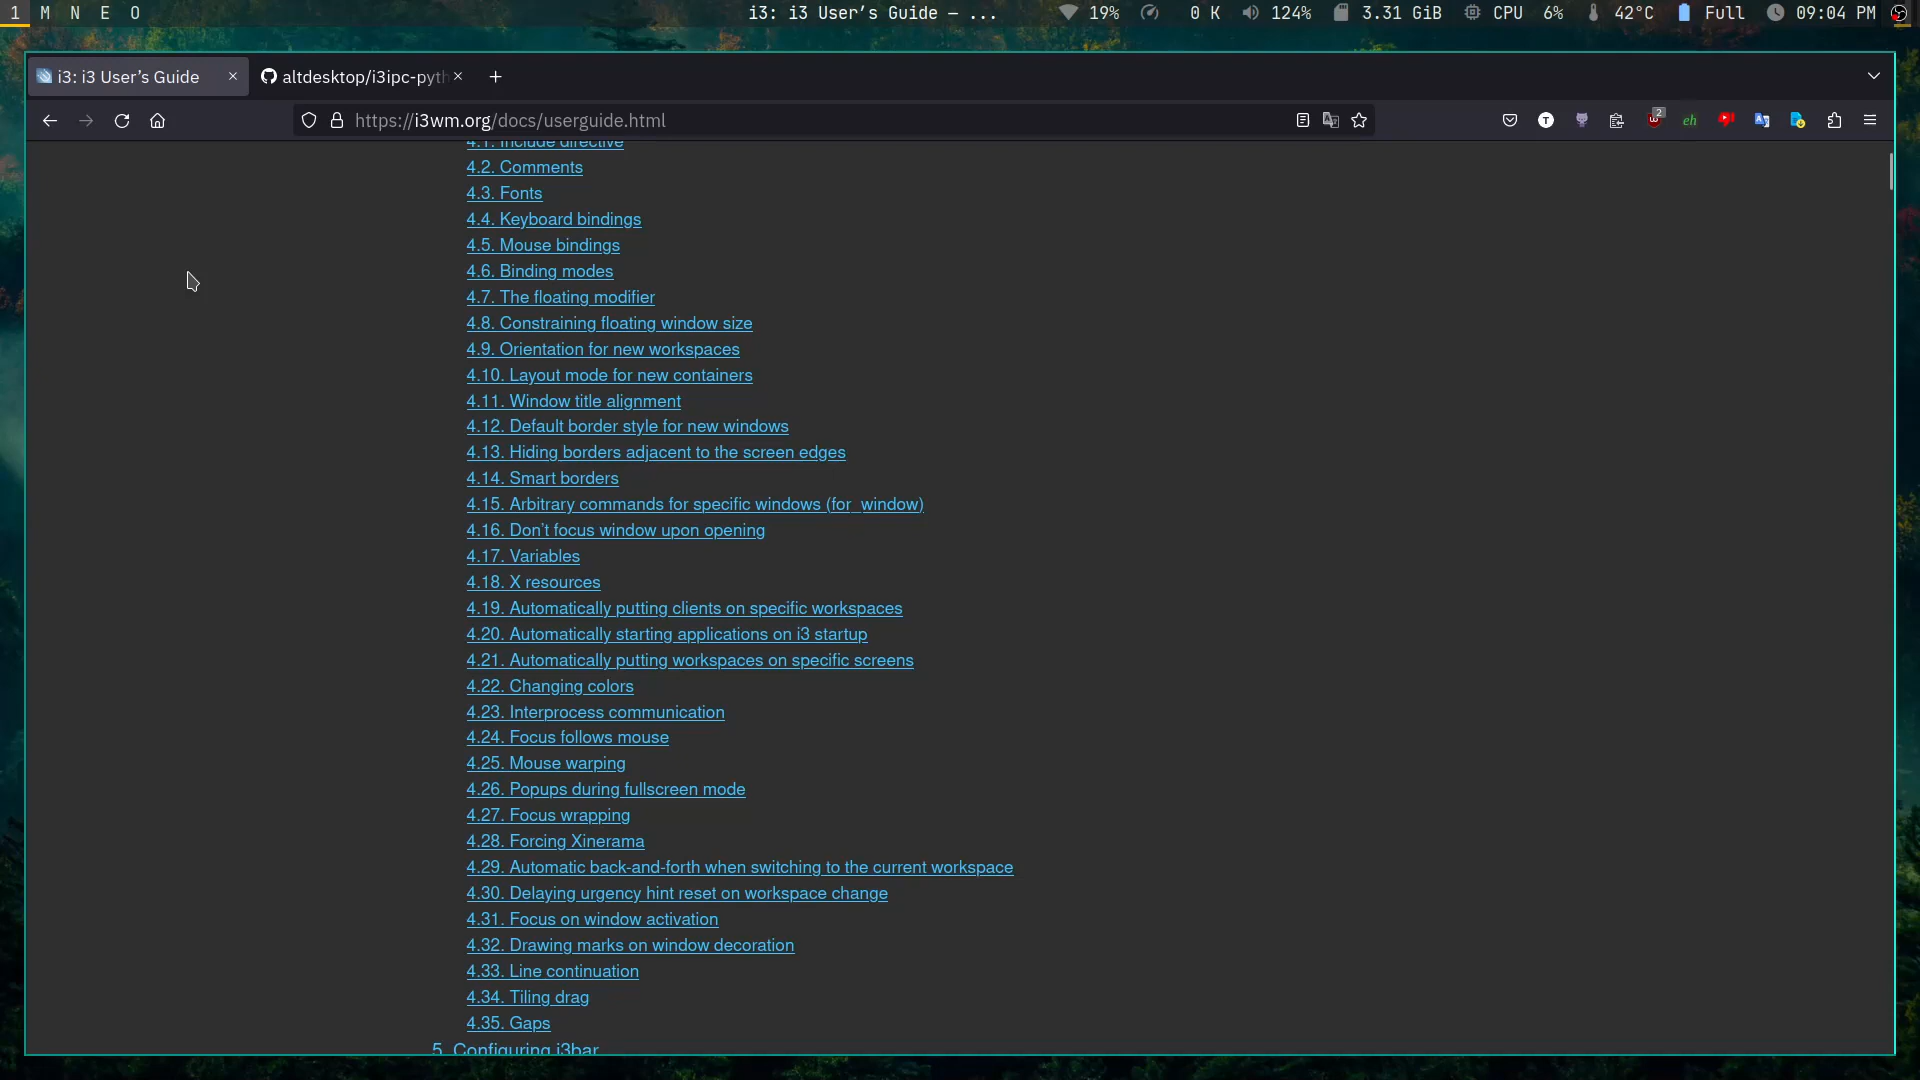 1 M N E O
i3: i3 User’s Guide — ...
19% 0 K 124% 3.31 GiB CPU 6% 42°C Full 09:04 PM
i3: i3 User’s Guide
altdesktop/i3ipc-pyth
https://i3wm.org/docs/userguide.html
2
eh
4.1. Include directive
4.2. Comments
4.3. Fonts
4.4. Keyboard bindings
4.5. Mouse bindings
4.6. Binding modes
4.7. The floating modifier
4.8. Constraining floating window size
4.9. Orientation for new workspaces
4.10. Layout mode for new containers
4.11. Window title alignment
4.12. Default border style for new windows
4.13. Hiding borders adjacent to the screen edges
4.14. Smart borders
4.15. Arbitrary commands for specific windows (for_window)
4.16. Don’t focus window upon opening
4.17. Variables
4.18. X resources
4.19. Automatically putting clients on specific workspaces
4.20. Automatically starting applications on i3 startup
4.21. Automatically putting workspaces on specific screens
4.22. Changing colors
4.23. Interprocess communication
4.24. Focus follows mouse
4.25. Mouse warping
4.26. Popups during fullscreen mode
4.27. Focus wrapping
4.28. Forcing Xinerama
4.29. Automatic back-and-forth when switching to the current workspace
4.30. Delaying urgency hint reset on workspace change
4.31. Focus on window activation
4.32. Drawing marks on window decoration
4.33. Line continuation
4.34. Tiling drag
4.35. Gaps
5. Configuring i3bar